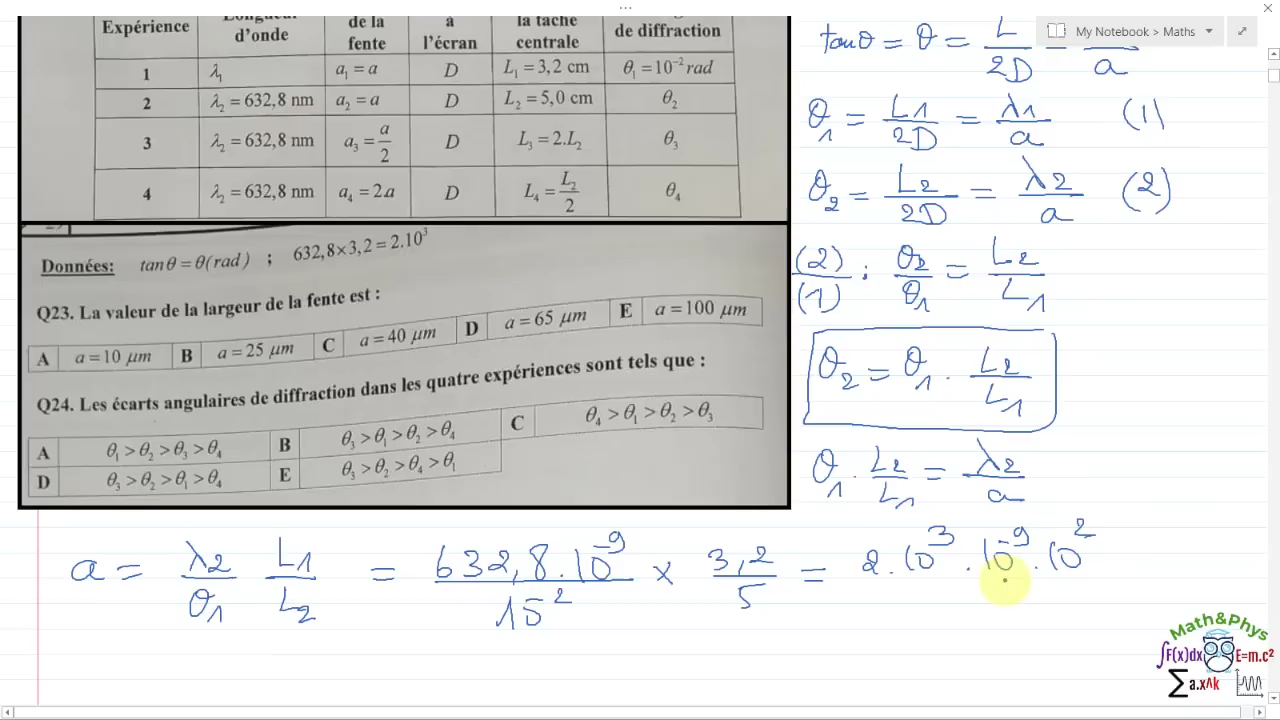 ...
My Notebook > Maths
Expérience d'onde de la fente à l'écran la tache centrale de diffraction
1 λ₁ a₁ = a D L₁ = 3,2 cm θ₁ = 10⁻² rad
2 λ₂ = 632,8 nm a₂ = a D L₂ = 5,0 cm θ₂
3 λ₂ = 632,8 nm a₃ = a/2 D L₃ = 2.L₂ θ₃
4 λ₂ = 632,8 nm a₄ = 2a D L₄ = L₂/2 θ₄
Données: tanθ = θ(rad) ; 632,8×3,2 = 2.10³
Q23. La valeur de la largeur de la fente est :
A a = 10 μm B a = 25 μm C a = 40 μm D a = 65 μm E a = 100 μm
Q24. Les écarts angulaires de diffraction dans les quatre expériences sont tels que :
A θ₁ > θ₂ > θ₃ > θ₄ B θ₃ > θ₁ > θ₂ > θ₄ C θ₄ > θ₁ > θ₂ > θ₃
D θ₃ > θ₂ > θ₁ > θ₄ E θ₃ > θ₂ > θ₄ > θ₁
tanθ = θ = L/2D = /a
θ₁ = L1/2D = λ1/a (1)
θ₂ = L2/2D = λ2/a (2)
(2)/(1) ; θ2/θ1 = L2/L1
θ₂ = θ₁ . L2/L1
θ₁ . L2/L1 = λ2/a
a = λ2/θ1 L1/L2 = 632,8.10⁻⁹/10⁻² × 3,2/5 = 2.10³.10⁻⁹.10²
Math&Phys
∫F(x)dx E=m.c²
∑ a.x^k